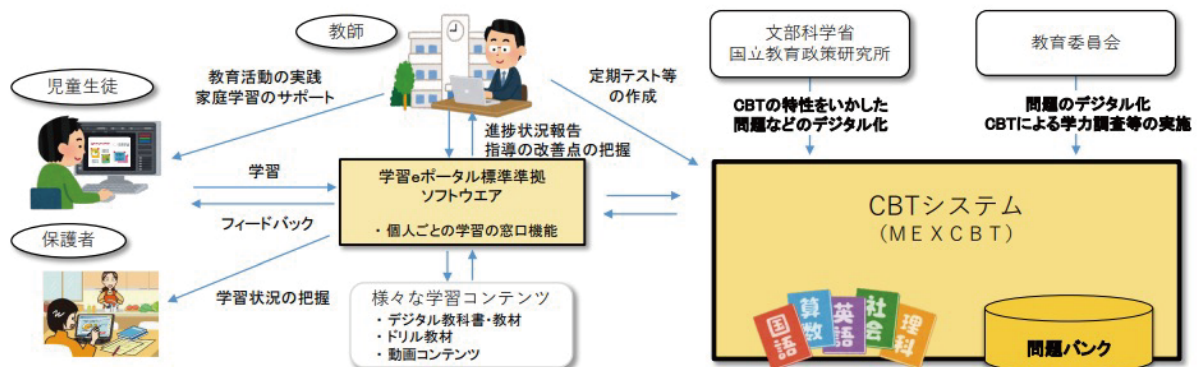 教師
文部科学省
国立教育政策研究所
教育委員会
児童生徒
教育活動の実践
家庭学習のサポート
定期テスト等
の作成
CBTの特性をいかした
問題などのデジタル化
問題のデジタル化
CBTによる学力調査等の実施
進捗状況報告
指導の改善点の把握
学習
フィードバック
学習eポータル標準準拠
ソフトウエア
・個人ごとの学習の窓口機能
CBTシステム
(MEXCBT)
保護者
学習状況の把握
様々な学習コンテンツ
・デジタル教科書・教材
・ドリル教材
・動画コンテンツ
国語
算数
英語
社会
理科
問題バンク